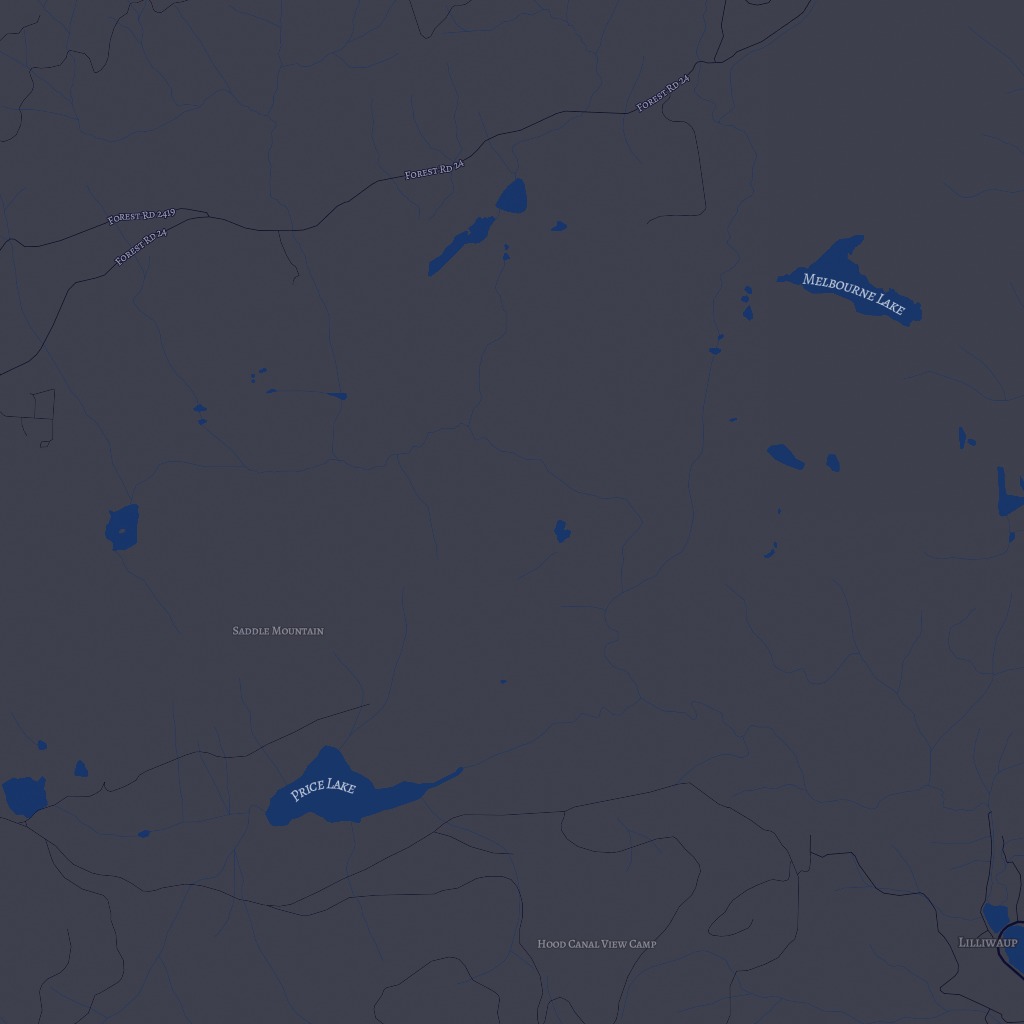 Forest Rd 24
Forest Rd 24
Forest Rd 2419
Forest Rd 24
Melbourne Lake
Saddle Mountain
Price Lake
Hood Canal View Camp
Lilliwaup